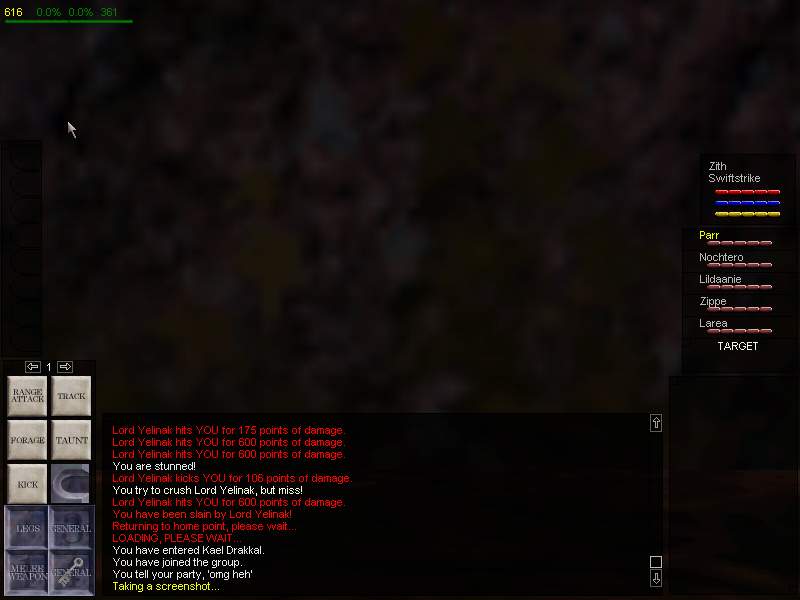 616 0.0% 0.0% 361
Zith
Swiftstrike
Parr
Nochtero
Lildaanie
Zippe
Larea
TARGET
1
RANGE
ATTACK
TRACK
FORAGE
TAUNT
KICK
LEGS
GENERAL
MELEE
WEAPON
GENERAL
Lord Yelinak hits YOU for 175 points of damage.
Lord Yelinak hits YOU for 600 points of damage.
Lord Yelinak hits YOU for 600 points of damage.
You are stunned!
Lord Yelinak kicks YOU for 106 points of damage.
You try to crush Lord Yelinak, but miss!
Lord Yelinak hits YOU for 600 points of damage.
You have been slain by Lord Yelinak!
Returning to home point, please wait...
LOADING, PLEASE WAIT...
You have entered Kael Drakkal.
You have joined the group.
You tell your party, 'omg heh'
Taking a screenshot...